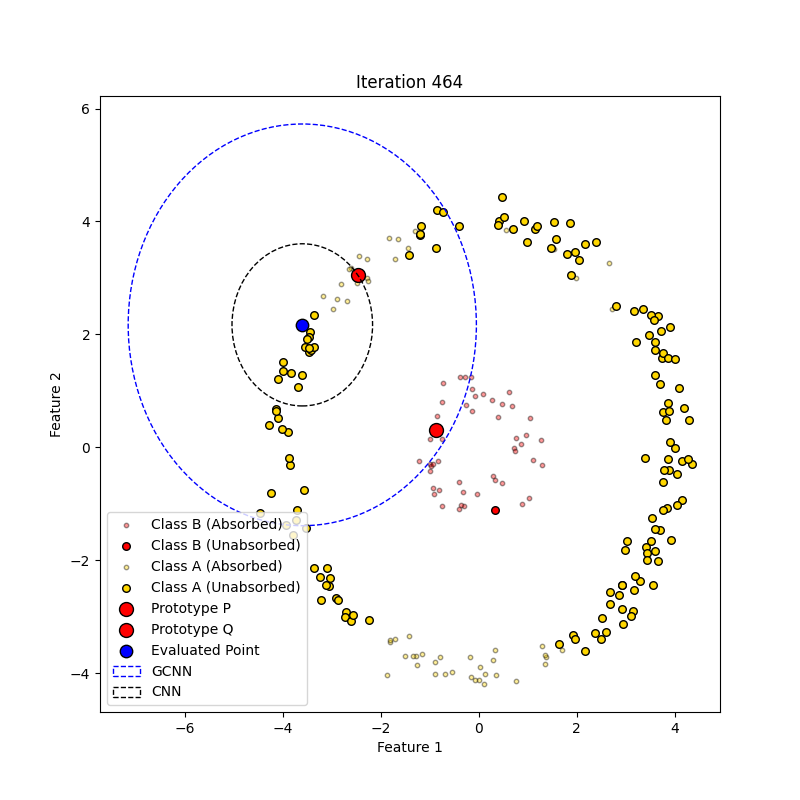 Iteration 464
6
4
2
0
−2
−4
Feature 2
Class B (Absorbed)
Class B (Unabsorbed)
Class A (Absorbed)
Class A (Unabsorbed)
Prototype P
Prototype Q
Evaluated Point
GCNN
CNN
−6 −4 −2 0 2 4
Feature 1